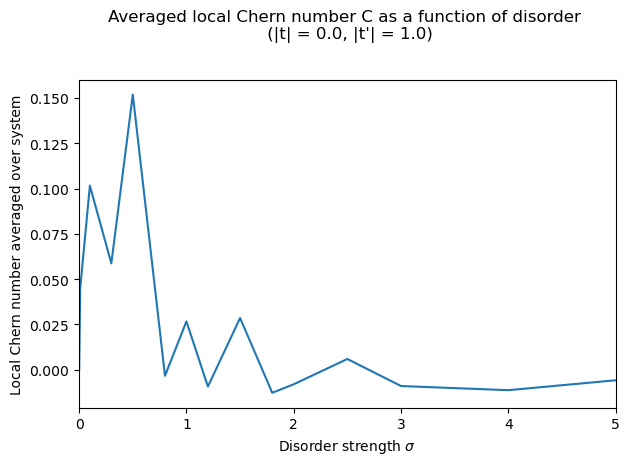 Averaged local Chern number C as a function of disorder
(|t| = 0.0, |t'| = 1.0)
Local Chern number averaged over system
0.150
0.125
0.100
0.075
0.050
0.025
0.000
0 1 2 3 4 5
Disorder strength σ